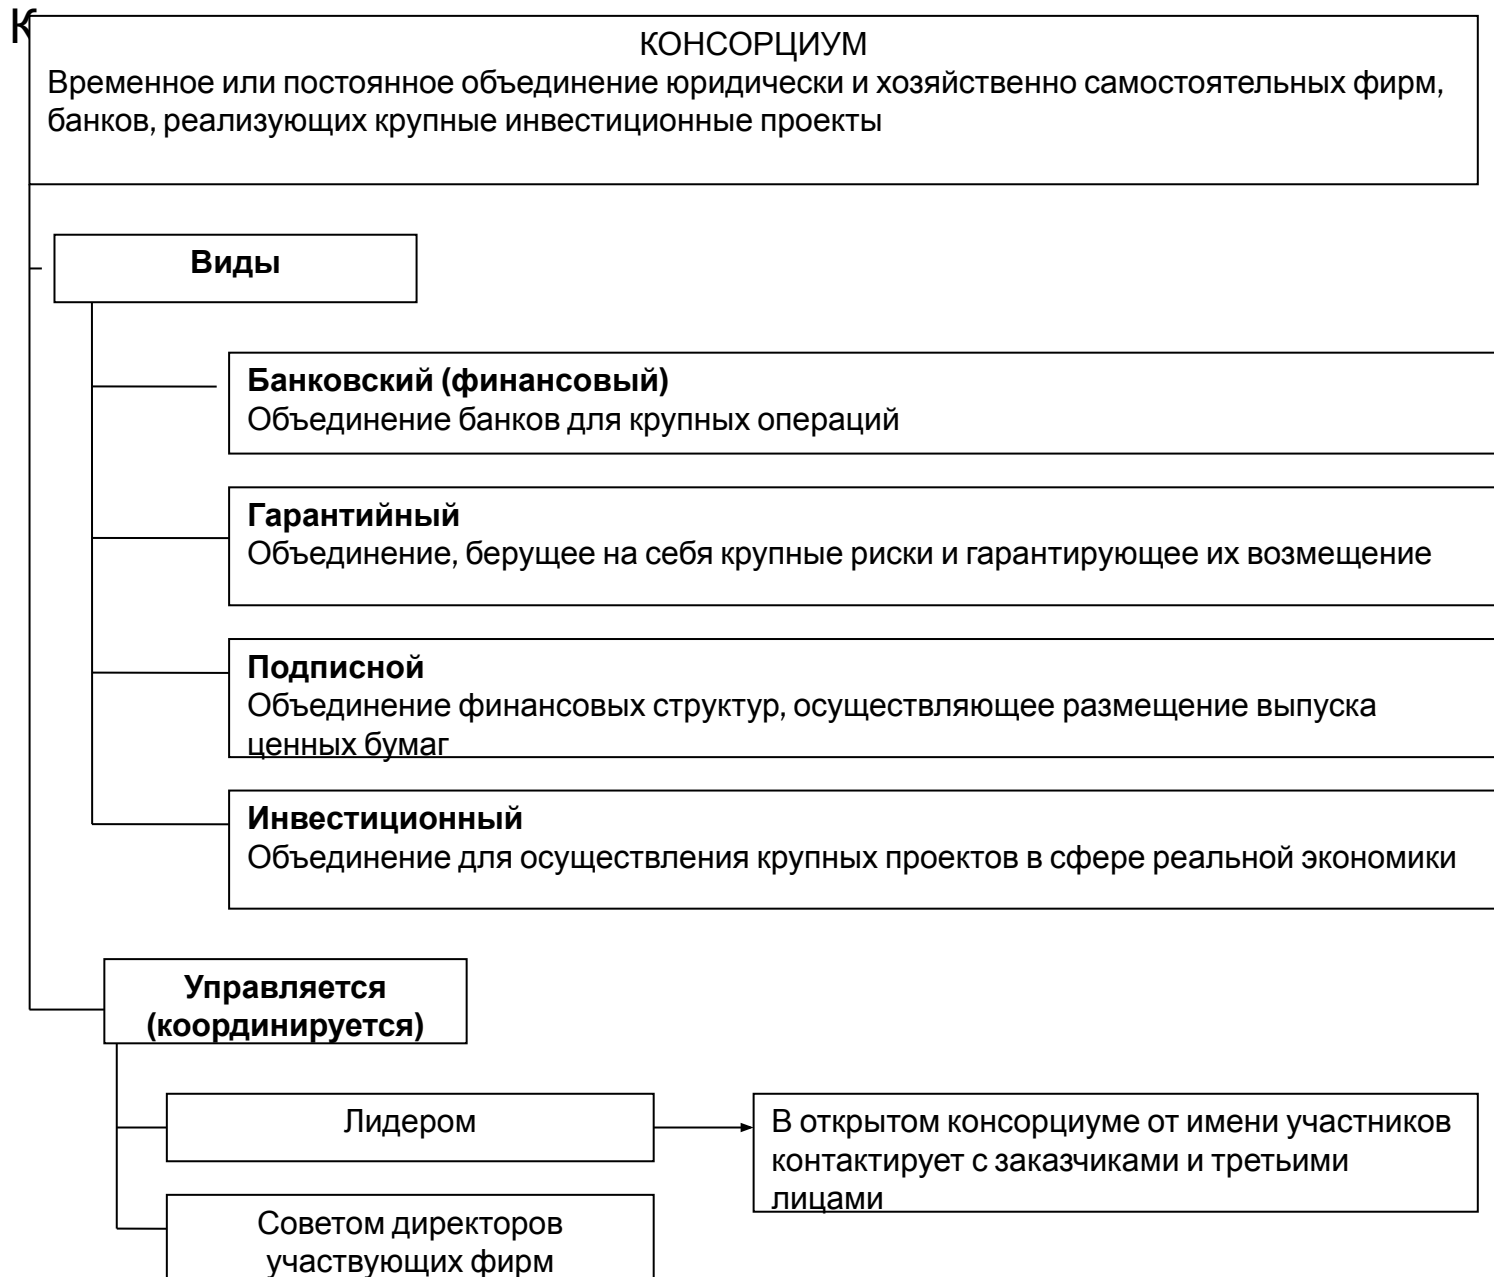 К
КОНСОРЦИУМ
Временное или постоянное объединение юридически и хозяйственно самостоятельных фирм,
банков, реализующих крупные инвестиционные проекты
Виды
Банковский (финансовый)
Объединение банков для крупных операций
Гарантийный
Объединение, берущее на себя крупные риски и гарантирующее их возмещение
Подписной
Объединение финансовых структур, осуществляющее размещение выпуска
ценных бумаг
Инвестиционный
Объединение для осуществления крупных проектов в сфере реальной экономики
Управляется
(координируется)
Лидером
В открытом консорциуме от имени участников
контактирует с заказчиками и третьими
лицами
Советом директоров
участвующих фирм